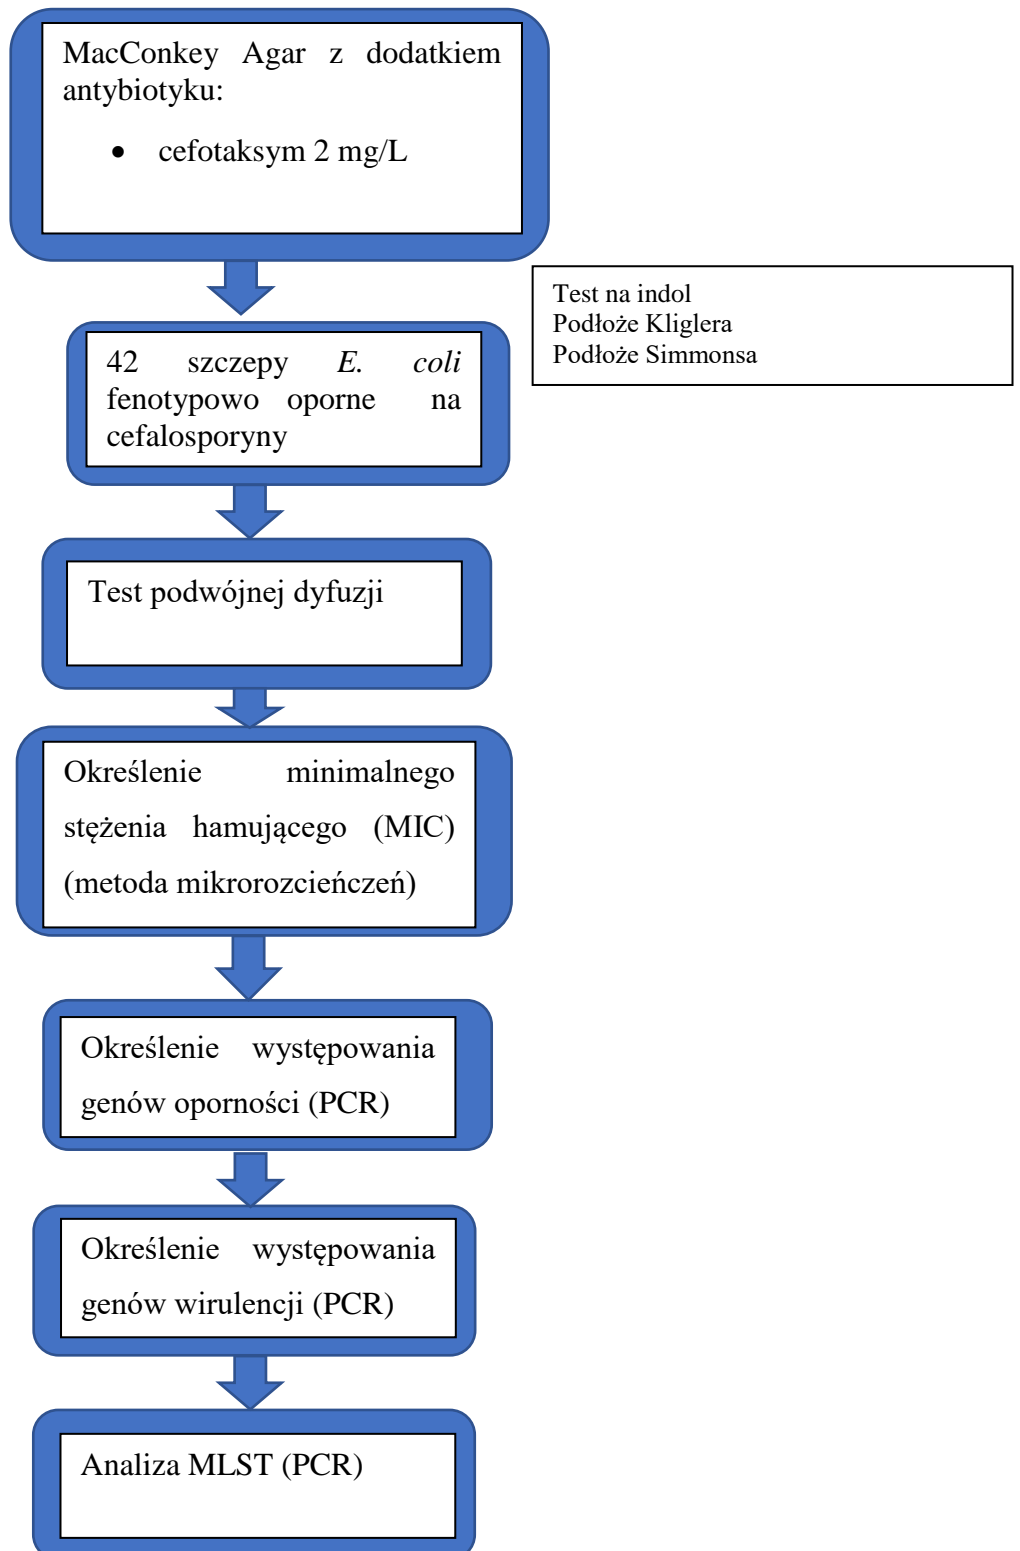 MacConkey Agar z dodatkiem
antybiotyku:
• cefotaksym 2 mg/L
Test na indol
Podłoże Kliglera
Podłoże Simmonsa
42 szczepy E. coli
fenotypowo oporne na
cefalosporyny
Test podwójnej dyfuzji
Określenie minimalnego
stężenia hamującego (MIC)
(metoda mikrorozcieńczeń)
Określenie występowania
genów oporności (PCR)
Określenie występowania
genów wirulencji (PCR)
Analiza MLST (PCR)